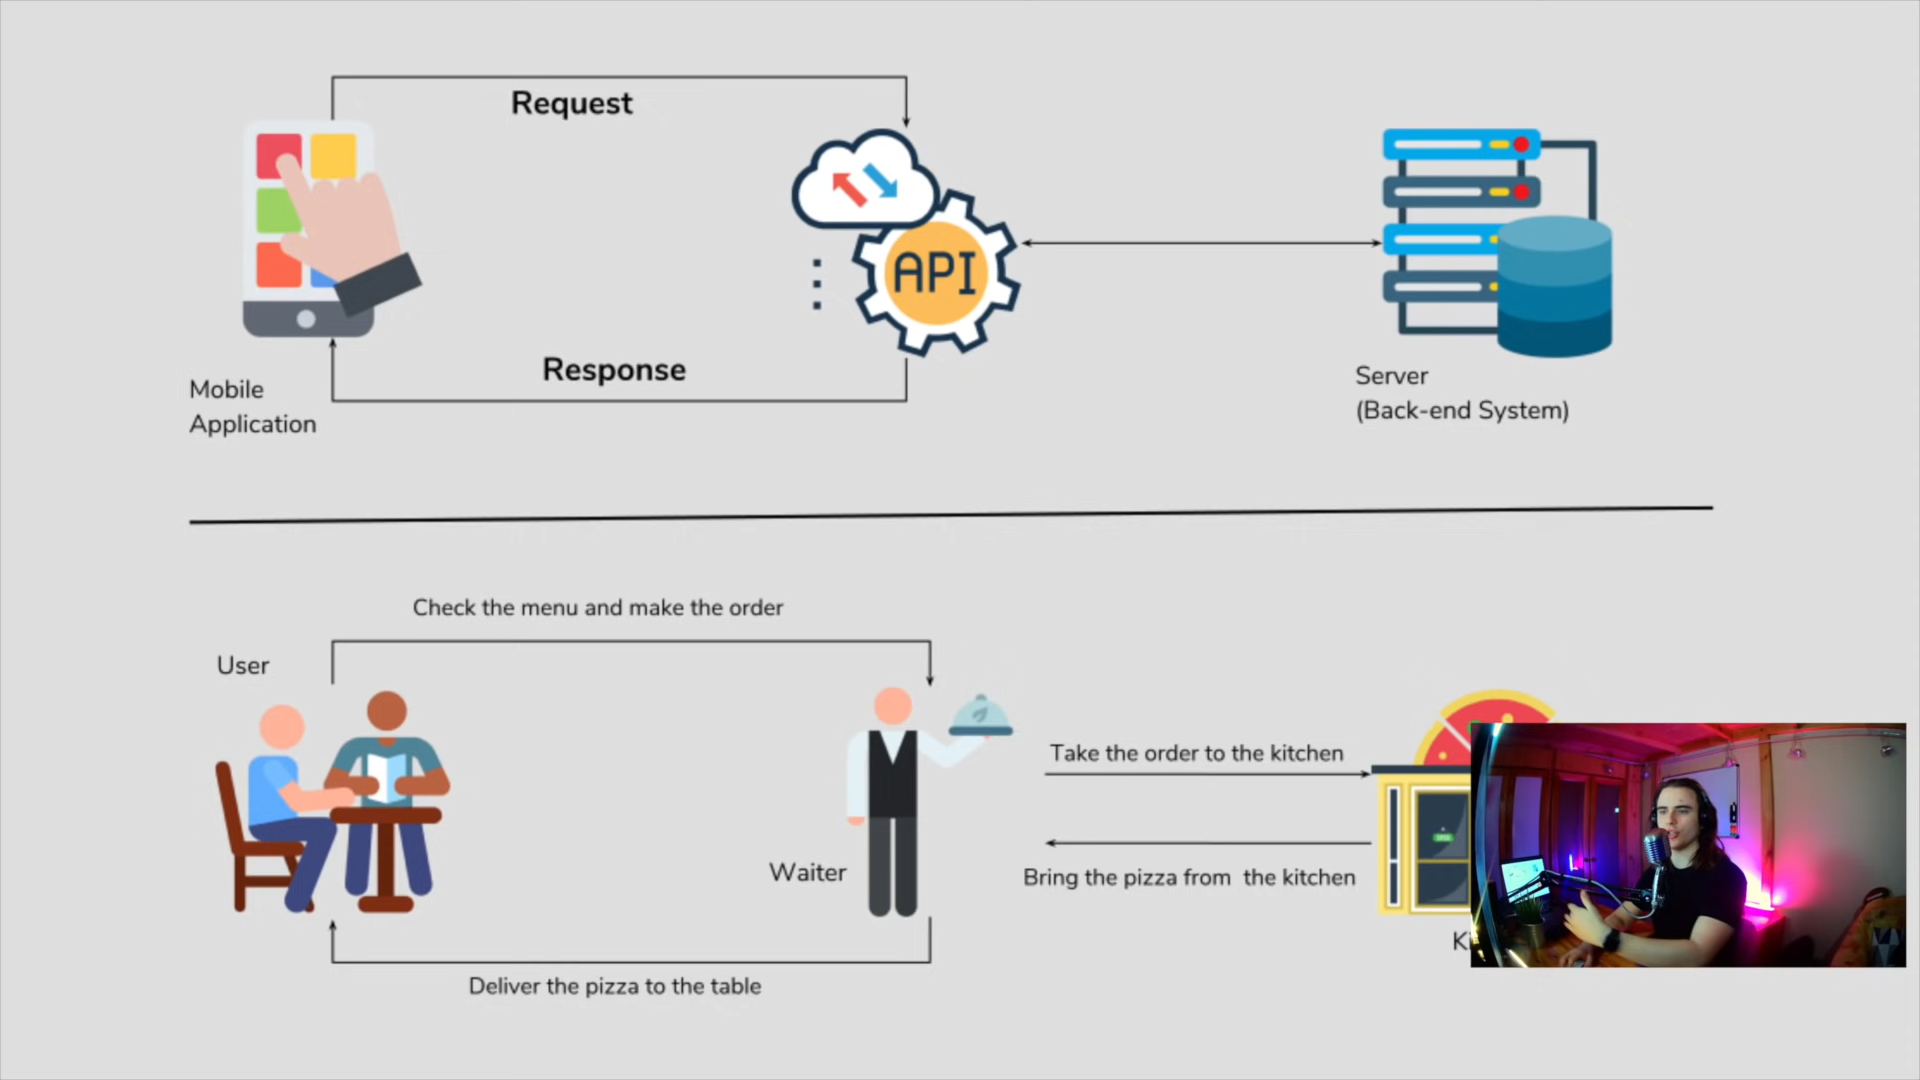 Request
API
Response
Mobile
Application
Server
(Back-end System)
Check the menu and make the order
User
Take the order to the kitchen
Waiter
Bring the pizza from the kitchen
Deliver the pizza to the table